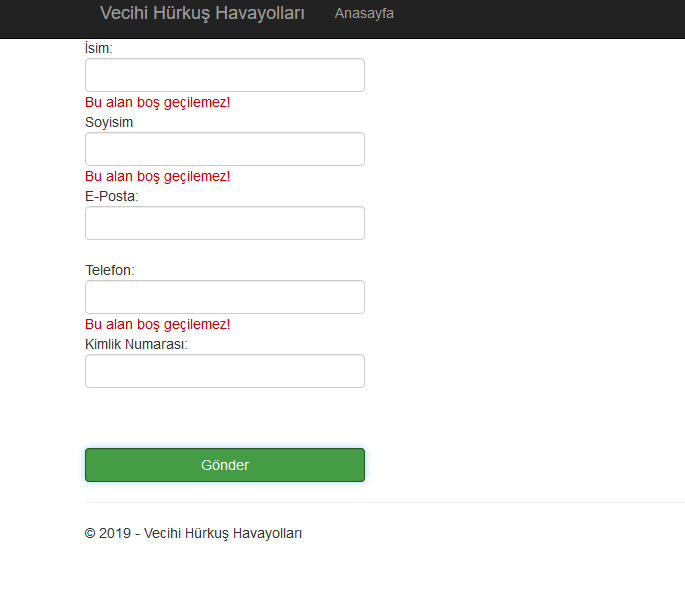 Vecihi Hürkuş Havayolları Anasayfa
İsim:
Bu alan boş geçilemez!
Soyisim
Bu alan boş geçilemez!
E-Posta:
Telefon:
Bu alan boş geçilemez!
Kimlik Numarası:
Gönder
© 2019 - Vecihi Hürkuş Havayolları